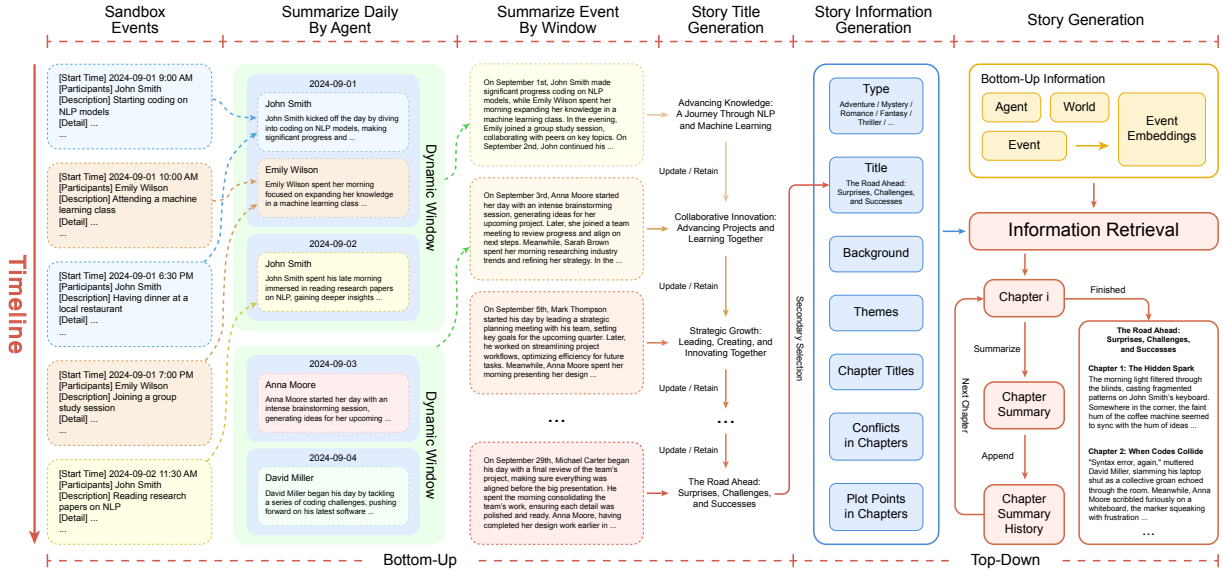 Sandbox
Events
Summarize Daily
By Agent
Summarize Event
By Window
Story Title
Generation
Story Information
Generation
Story Generation
Timeline
[Start Time] 2024-09-01 9:00 AM
[Participants] John Smith
[Description] Starting coding on
NLP models
[Detail] ...
...
[Start Time] 2024-09-01 10:00 AM
[Participants] Emily Wilson
[Description] Attending a machine
learning class
[Detail] ...
...
[Start Time] 2024-09-01 6:30 PM
[Participants] John Smith
[Description] Having dinner at a
local restaurant
[Detail] ...
...
[Start Time] 2024-09-01 7:00 PM
[Participants] Emily Wilson
[Description] Joining a group
study session
[Detail] ...
...
[Start Time] 2024-09-02 11:30 AM
[Participants] John Smith
[Description] Reading research
papers on NLP
[Detail] ...
...
2024-09-01
John Smith
John Smith kicked off the day by diving
into coding on NLP models, making
significant progress and ...
Emily Wilson
Emily Wilson spent her morning
focused on expanding her knowledge
in a machine learning class ...
2024-09-02
John Smith
John Smith spent his late morning
immersed in reading research papers
on NLP, gaining deeper insights ...
Dynamic Window
2024-09-03
Anna Moore
Anna Moore started her day with an
intense brainstorming session,
generating ideas for her upcoming ...
2024-09-04
David Miller
David Miller began his day by tackling
a series of coding challenges, pushing
forward on his latest software ...
Dynamic Window
On September 1st, John Smith made
significant progress coding on NLP
models, while Emily Wilson spent her
morning expanding her knowledge in a
machine learning class. In the evening,
Emily joined a group study session,
collaborating with peers on key topics. On
September 2nd, John continued his ...
On September 3rd, Anna Moore started
her day with an intense brainstorming
session, generating ideas for her
upcoming project. Later, she joined a team
meeting to review progress and align on
next steps. Meanwhile, Sarah Brown
spent her morning researching industry
trends and refining her strategy. In the ...
On September 5th, Mark Thompson
started his day by leading a strategic
planning meeting with his team, setting
key goals for the upcoming quarter. Later,
he worked on streamlining project
workflows, optimizing efficiency for future
tasks. Meanwhile, Anna Moore spent her
morning presenting her design ...
...
On September 29th, Michael Carter began
his day with a final review of the team's
project, making sure everything was
aligned before the big presentation. He
spent the morning consolidating the
team's work, ensuring each detail was
polished and ready. Anna Moore, having
completed her design work earlier in ...
Advancing Knowledge:
A Journey Through NLP
and Machine Learning
Update / Retain
Collaborative Innovation:
Advancing Projects and
Learning Together
Update / Retain
Strategic Growth:
Leading, Creating, and
Innovating Together
Update / Retain
...
Update / Retain
The Road Ahead:
Surprises, Challenges,
and Successes
Secondary Selection
Type
Adventure / Mystery /
Romance / Fantasy /
Thriller / ...
Title
The Road Ahead:
Surprises, Challenges,
and Successes
Background
Themes
Chapter Titles
Conflicts
in Chapters
Plot Points
in Chapters
Bottom-Up Information
Agent
World
Event
Event
Embeddings
Information Retrieval
Chapter i
Finished
Summarize
Chapter
Summary
Append
Chapter
Summary
History
Next Chapter
The Road Ahead:
Surprises, Challenges,
and Successes
Chapter 1: The Hidden Spark
The morning light filtered through
the blinds, casting fragmented
patterns on John Smith's keyboard.
Somewhere in the corner, the faint
hum of the coffee machine seemed
to sync with the hum of ideas ...
Chapter 2: When Codes Collide
"Syntax error, again," muttered
David Miller, slamming his laptop
shut as a collective groan echoed
through the room. Meanwhile, Anna
Moore scribbled furiously on a
whiteboard, the marker squeaking
with frustration ...
...
Bottom-Up
Top-Down